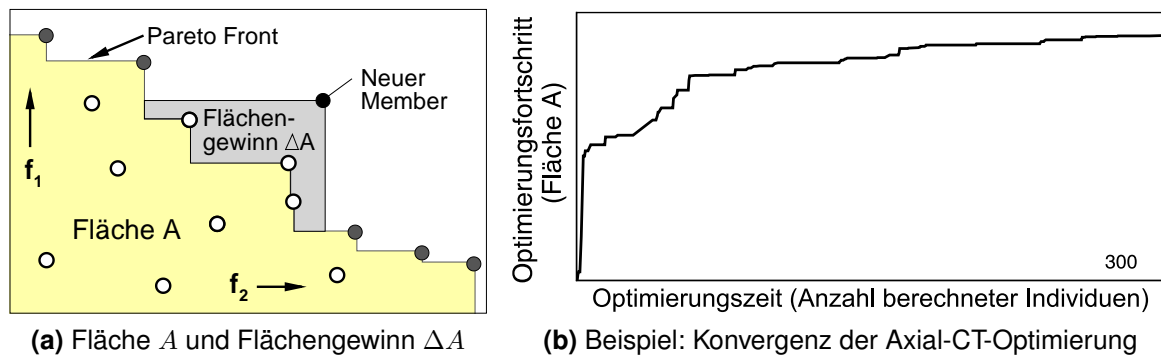 Pareto Front
Neuer
Member
Flächen-
gewinn ΔA
f1
Fläche A
f2
(a) Fläche A und Flächengewinn ΔA
Optimierungsfortschritt
(Fläche A)
300
Optimierungszeit (Anzahl berechneter Individuen)
(b) Beispiel: Konvergenz der Axial-CT-Optimierung